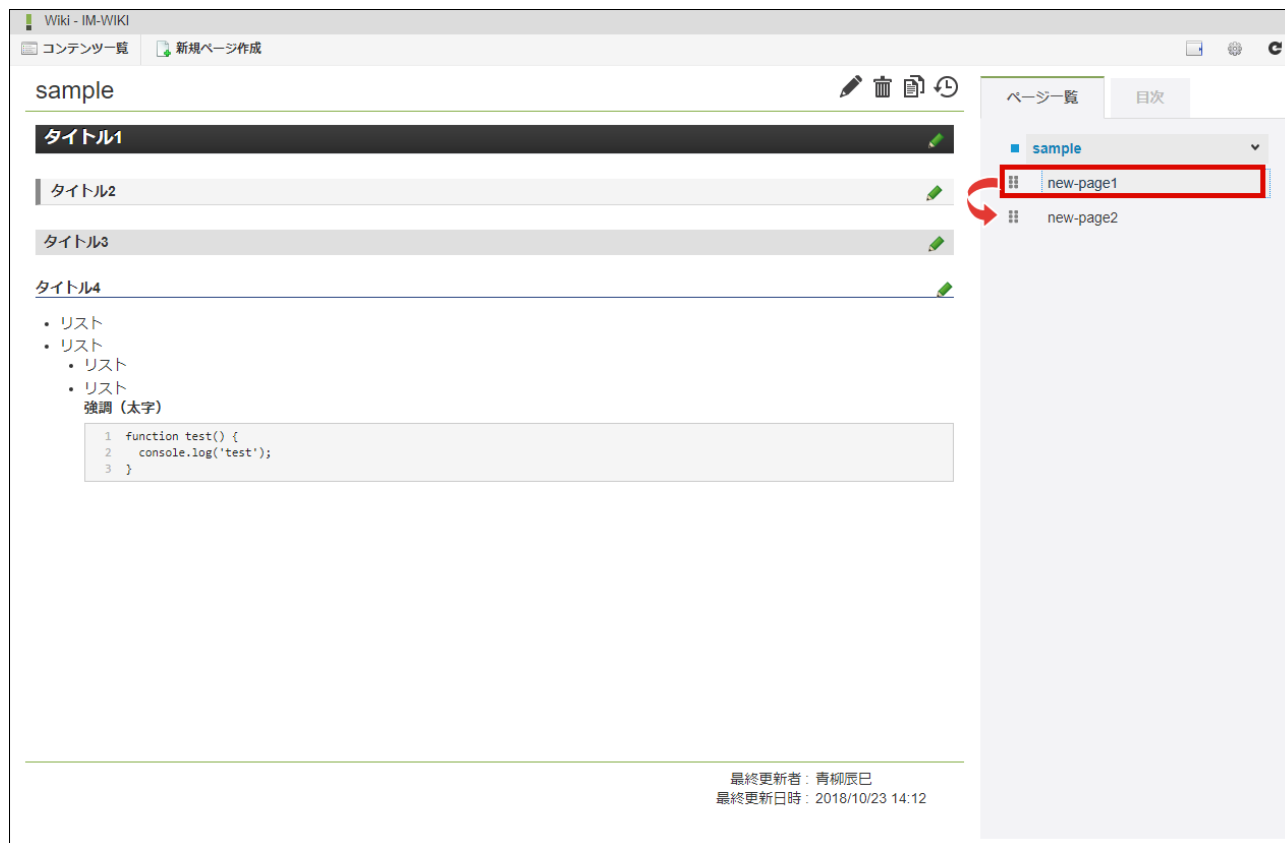 Wiki - IM-WIKI
コンテンツ一覧 新規ページ作成
sample
タイトル1
タイトル2
タイトル3
タイトル4
リスト
リスト
リスト
リスト
強調（太字）
1 function test() {
2 console.log('test');
3 }
最終更新者 : 青柳辰巳
最終更新日時 : 2018/10/23 14:12
ページ一覧 目次
sample
new-page1
new-page2